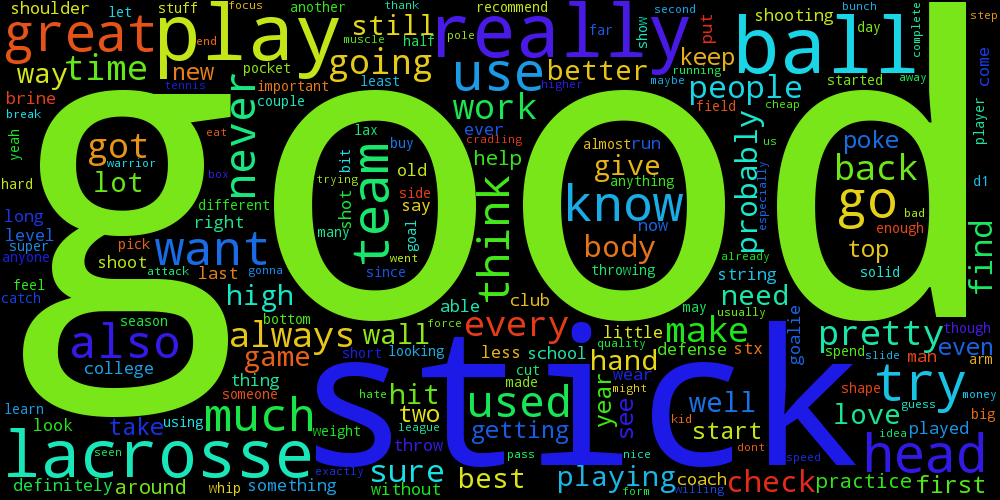 shoulder let stuff another thank recommend second bunch focus step
great play still really ball
end muscle half pole far show put shooting day complete
way time new pocket going use better keep people started away come
least higher maybe running
tennis important couple work field cheap player
brine never
break yeah eat lax ever cradling us
got warrior lot box bit buy old help almost run give anything probably poke back
hard trying shot team side say think know now especially go bad d1
good
different right many goal body enough
long level super anyone pick want since went throwing already top solid find
shoot attack last gonna string
feel catch high able club need may usually
bottom force every little make pretty though
season always wall less school quality defense stx goalie spend even
also game short looking hand slide man arm
college thing cut wear
someone hate hit made might year see well shape try money
stick
learn take using much two used kid love guess big
look weight league getting start idea played
lacrosse seen throw pass nice dont speed head
exactly sure best playing coach check practice first
definitely around whip something without form willing